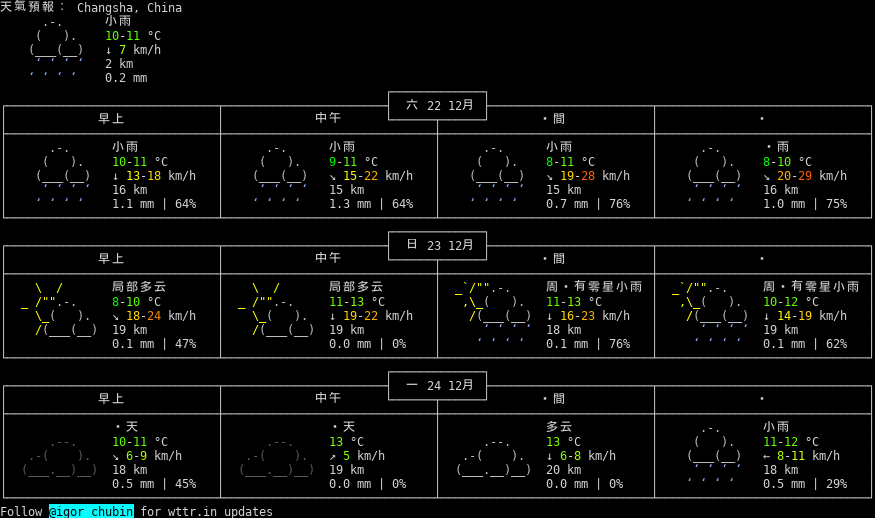 天氣預報： Changsha, China
小雨
10-11 °C
↓ 7 km/h
2 km
0.2 mm
六 22 12月
早上 中午 ・間 ・
小雨 小雨 小雨 ・雨
10-11 °C 9-11 °C 8-11 °C 8-10 °C
↓ 13-18 km/h ↘ 15-22 km/h ↘ 19-28 km/h ↘ 20-29 km/h
16 km 15 km 15 km 16 km
1.1 mm | 64% 1.3 mm | 64% 0.7 mm | 76% 1.0 mm | 75%
日 23 12月
早上 中午 ・間 ・
局部多云 局部多云 周・有零星小雨 周・有零星小雨
8-10 °C 11-13 °C 11-13 °C 10-12 °C
↘ 18-24 km/h ↓ 19-22 km/h ↓ 16-23 km/h ↓ 14-19 km/h
19 km 19 km 18 km 19 km
0.1 mm | 47% 0.0 mm | 0% 0.1 mm | 76% 0.1 mm | 62%
一 24 12月
早上 中午 ・間 ・
・天 ・天 多云 小雨
10-11 °C 13 °C 13 °C 11-12 °C
↘ 6-9 km/h ↗ 5 km/h ↓ 6-8 km/h ← 8-11 km/h
18 km 19 km 20 km 18 km
0.5 mm | 45% 0.0 mm | 0% 0.0 mm | 0% 0.5 mm | 29%
Follow @igor_chubin for wttr.in updates